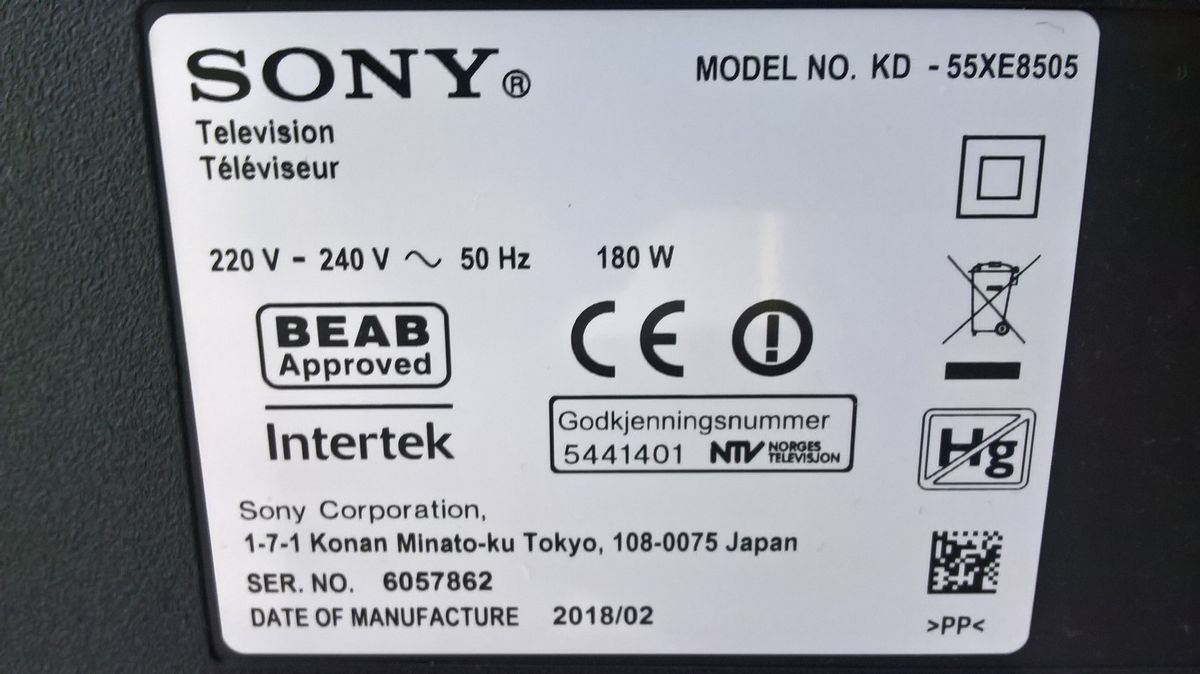 SONY®
MODEL NO. KD - 55XE8505
Television
Téléviseur
220 V - 240 V ~ 50 Hz 180 W
BEAB
Approved
CE
Intertek
Godkjenningsnummer
5441401 NTV NORGES TELEVISJON
Hg
Sony Corporation,
1-7-1 Konan Minato-ku Tokyo, 108-0075 Japan
SER. NO. 6057862
DATE OF MANUFACTURE 2018/02
>PP<